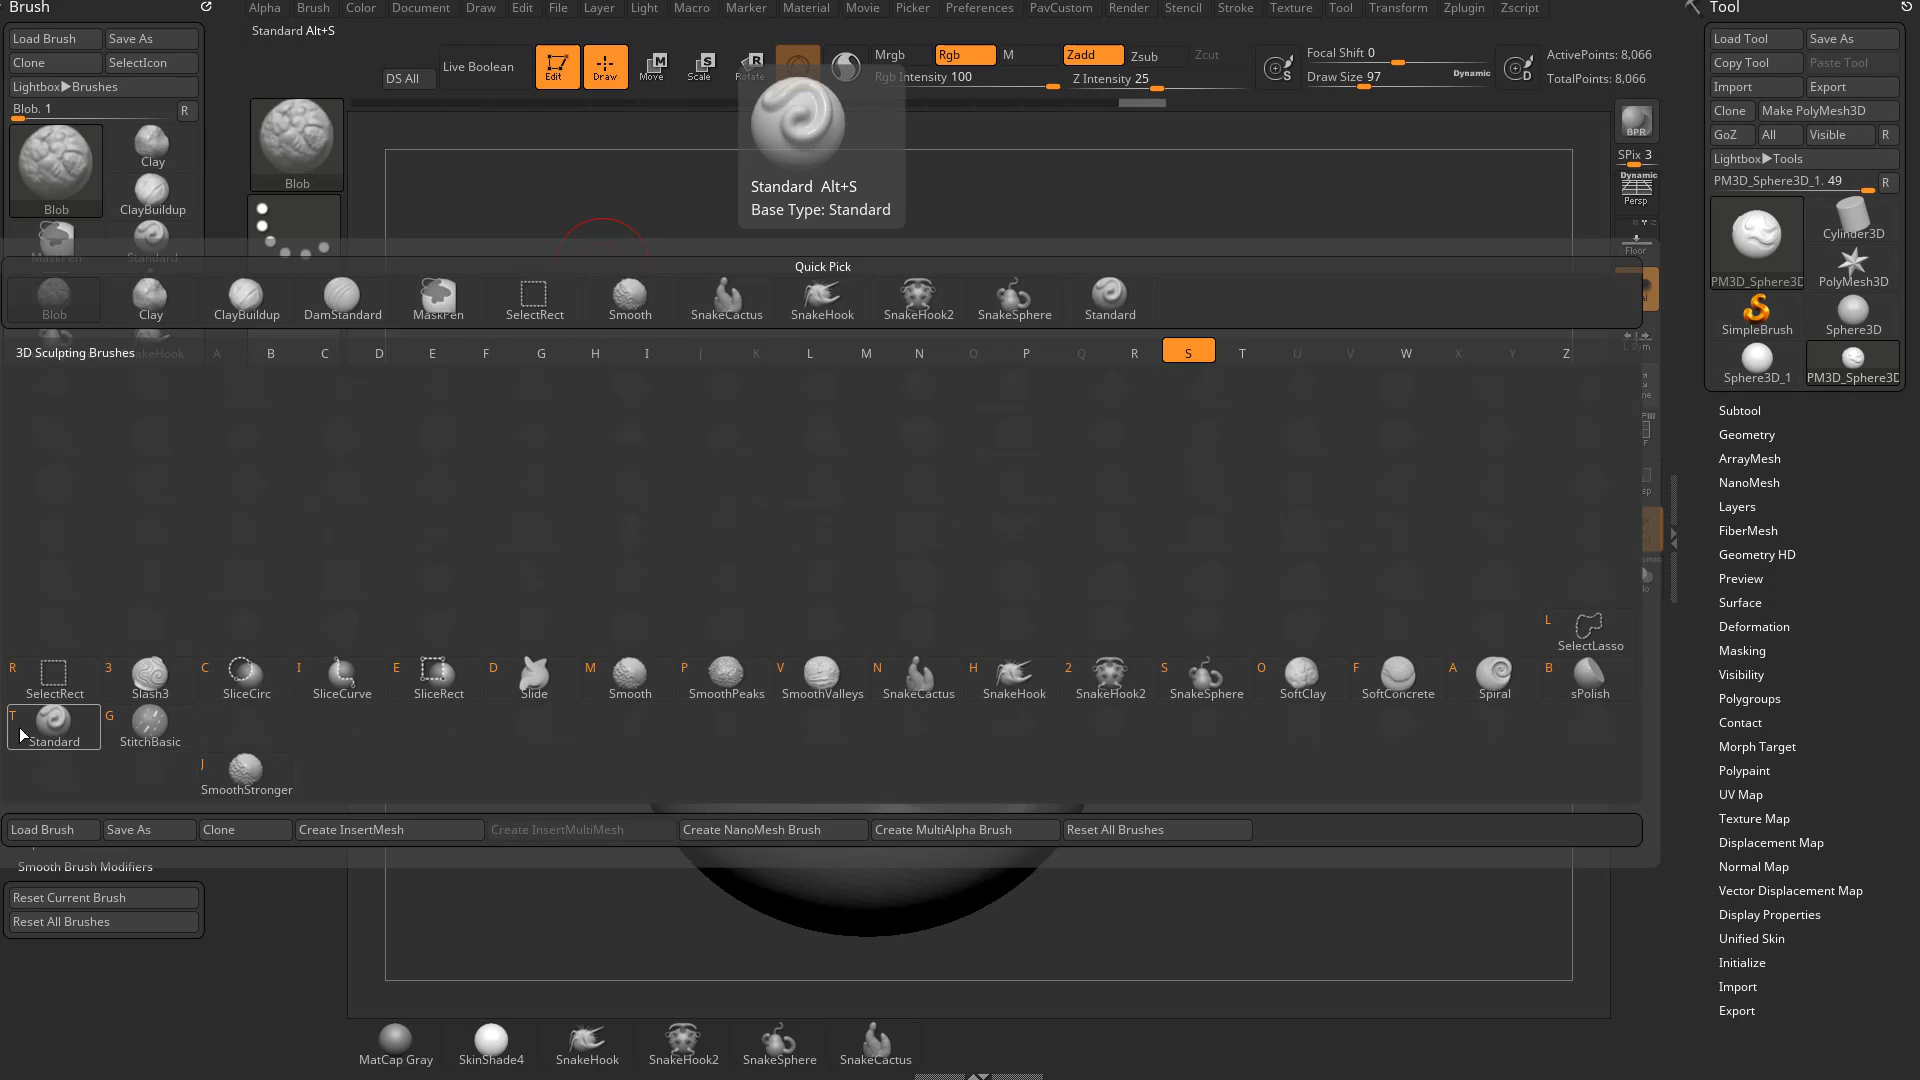 Brush
Alpha Brush Color Document Draw Edit File Layer Light Macro Marker Material Movie Picker Preferences PavCustom Render Stencil Stroke Texture Tool Transform Zplugin Zscript
Tool
Standard Alt+S
Load Brush Save As
Clone SelectIcon
Lightbox▶Brushes
Blob. 1 R
Blob
Clay
ClayBuildup
MaskPen
Standard
Blob
DS All
Live Boolean
Edit Draw Move Scale Rotate
Mrgb Rgb M
Rgb Intensity 100
Zadd Zsub Zcut
Z Intensity 25
S
Focal Shift 0
Draw Size 97 Dynamic
D
ActivePoints: 8,066
TotalPoints: 8,066
Standard Alt+S
Base Type: Standard
BPR
SPix 3
Dynamic
Persp
Floor
L.Sym
Load Tool Save As
Copy Tool Paste Tool
Import Export
Clone Make PolyMesh3D
GoZ All Visible R
Lightbox▶Tools
PM3D_Sphere3D_1. 49 R
PM3D_Sphere3D
Cylinder3D
PolyMesh3D
SimpleBrush Sphere3D
Sphere3D_1 PM3D_Sphere3D
Quick Pick
Blob Clay ClayBuildup DamStandard MaskPen SelectRect Smooth SnakeCactus SnakeHook SnakeHook2 SnakeSphere Standard
3D Sculpting Brushes A B C D E F G H I J K L M N O P Q R S T U V W X Y Z
L
SelectLasso
R SelectRect 3 Slash3 C SliceCirc I SliceCurve E SliceRect D Slide M Smooth P SmoothPeaks V SmoothValleys N SnakeCactus H SnakeHook 2 SnakeHook2 S SnakeSphere O SoftClay F SoftConcrete A Spiral B sPolish
T Standard G StitchBasic
J SmoothStronger
Load Brush Save As Clone Create InsertMesh Create InsertMultiMesh Create NanoMesh Brush Create MultiAlpha Brush Reset All Brushes
Smooth Brush Modifiers
Reset Current Brush
Reset All Brushes
Subtool
Geometry
ArrayMesh
NanoMesh
Layers
FiberMesh
Geometry HD
Preview
Surface
Deformation
Masking
Visibility
Polygroups
Contact
Morph Target
Polypaint
UV Map
Texture Map
Displacement Map
Normal Map
Vector Displacement Map
Display Properties
Unified Skin
Initialize
Import
Export
MatCap Gray SkinShade4 SnakeHook SnakeHook2 SnakeSphere SnakeCactus